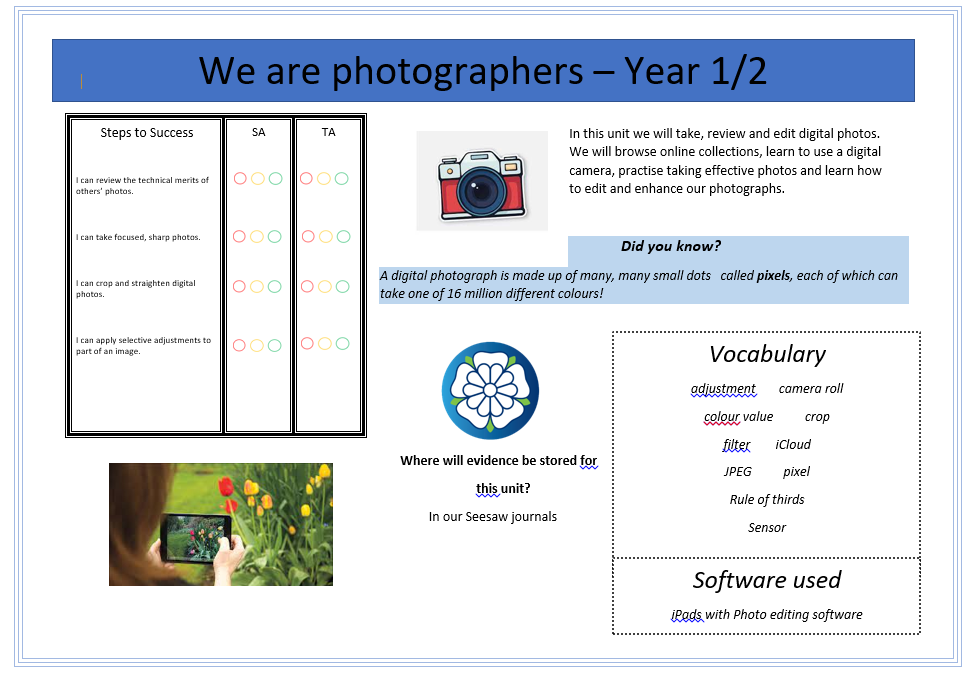 We are photographers – Year 1/2
Steps to Success
SA
TA
I can review the technical merits of
others’ photos.
I can take focused, sharp photos.
I can crop and straighten digital
photos.
I can apply selective adjustments to
part of an image.
In this unit we will take, review and edit digital photos.
We will browse online collections, learn to use a digital
camera, practise taking effective photos and learn how
to edit and enhance our photographs.
Did you know?
A digital photograph is made up of many, many small dots called pixels, each of which can
take one of 16 million different colours!
Where will evidence be stored for
this unit?
In our Seesaw journals
Vocabulary
adjustment camera roll
colour value crop
filter iCloud
JPEG pixel
Rule of thirds
Sensor
Software used
iPads with Photo editing software